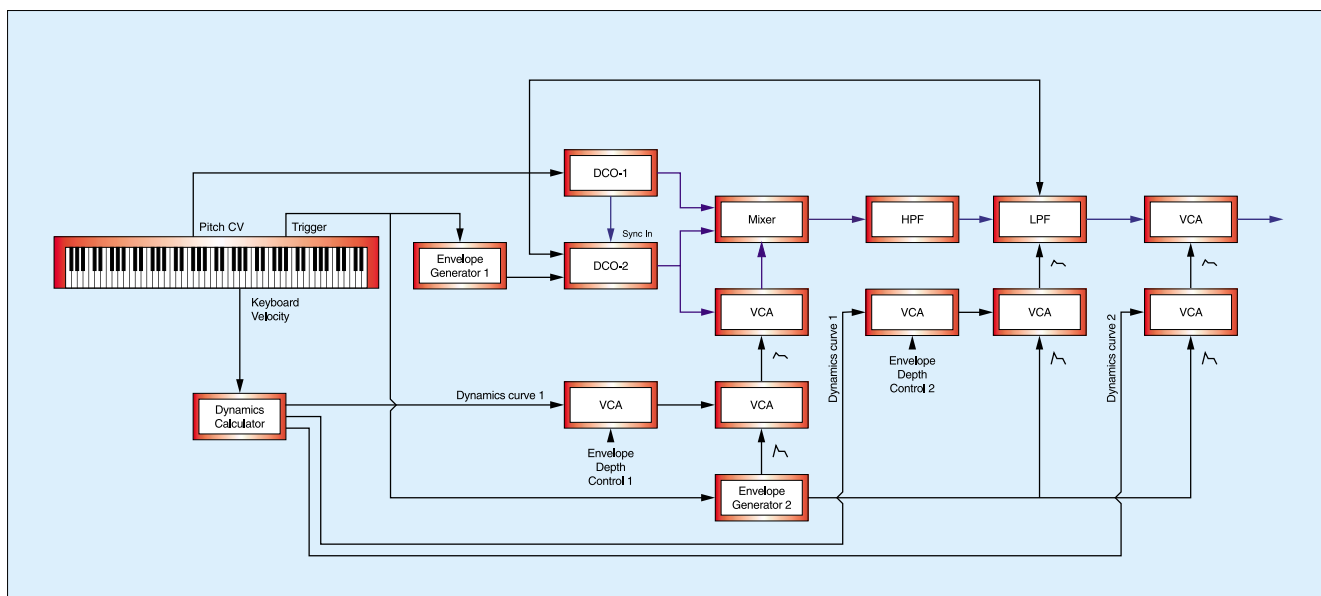 DCO-1
Mixer
HPF
LPF
VCA
Pitch CV
Trigger
Sync In
Envelope
Generator 1
DCO-2
Keyboard
Velocity
VCA
Dynamics curve 1
VCA
VCA
Dynamics curve 2
VCA
Envelope
Depth
Control 2
Dynamics
Calculator
Dynamics curve 1
VCA
VCA
Envelope
Depth
Control 1
Envelope
Generator 2